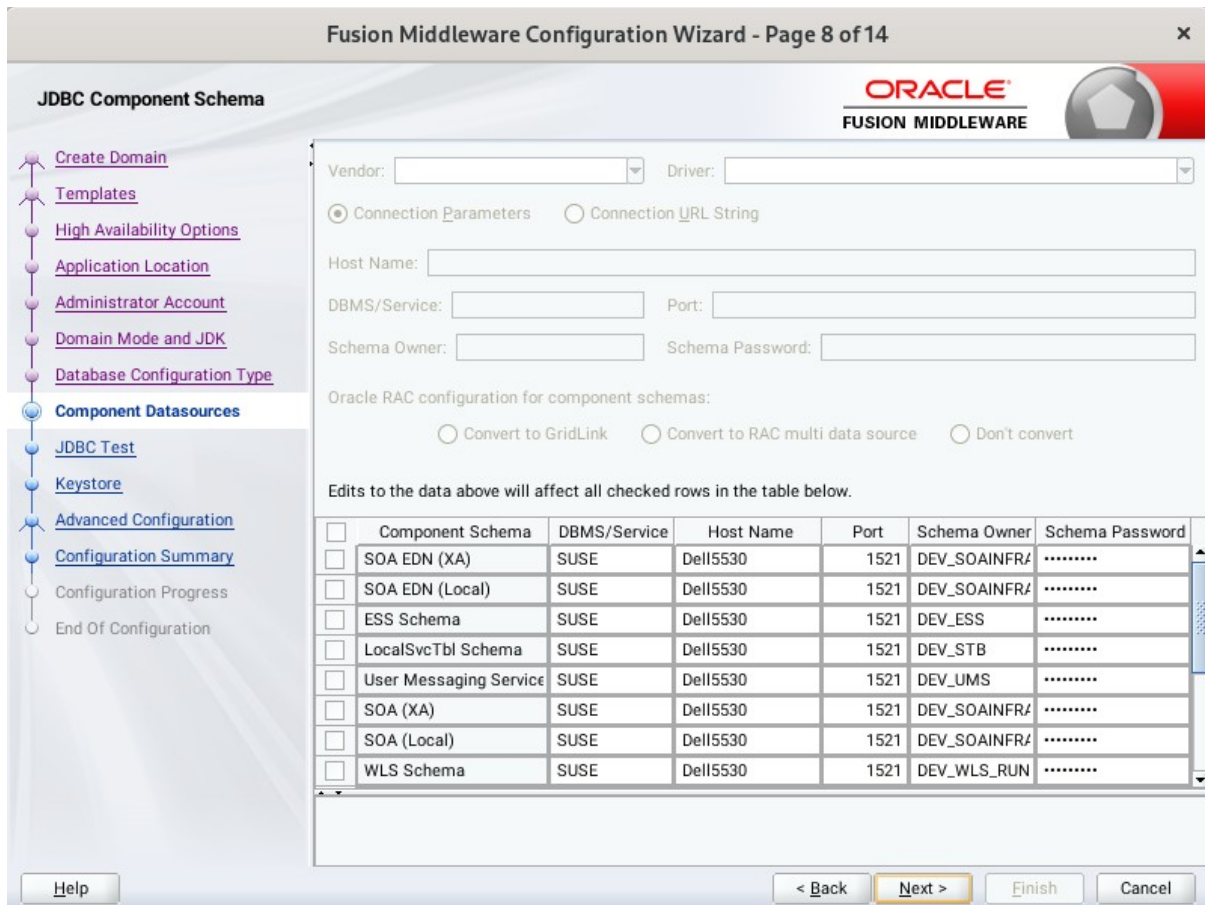 Fusion Middleware Configuration Wizard - Page 8 of 14
JDBC Component Schema
ORACLE
FUSION MIDDLEWARE
Create Domain
Templates
High Availability Options
Application Location
Administrator Account
Domain Mode and JDK
Database Configuration Type
Component Datasources
JDBC Test
Keystore
Advanced Configuration
Configuration Summary
Configuration Progress
End Of Configuration
Vendor: Driver:
Connection Parameters Connection URL String
Host Name:
DBMS/Service: Port:
Schema Owner: Schema Password:
Oracle RAC configuration for component schemas:
Convert to GridLink Convert to RAC multi data source Don't convert
Edits to the data above will affect all checked rows in the table below.
Component Schema DBMS/Service Host Name Port Schema Owner Schema Password
SOA EDN (XA) SUSE Dell5530 1521 DEV_SOAINFRA •••••••••
SOA EDN (Local) SUSE Dell5530 1521 DEV_SOAINFRA •••••••••
ESS Schema SUSE Dell5530 1521 DEV_ESS •••••••••
LocalSvcTbl Schema SUSE Dell5530 1521 DEV_STB •••••••••
User Messaging Service SUSE Dell5530 1521 DEV_UMS •••••••••
SOA (XA) SUSE Dell5530 1521 DEV_SOAINFRA •••••••••
SOA (Local) SUSE Dell5530 1521 DEV_SOAINFRA •••••••••
WLS Schema SUSE Dell5530 1521 DEV_WLS_RUN •••••••••
Help < Back Next > Finish Cancel